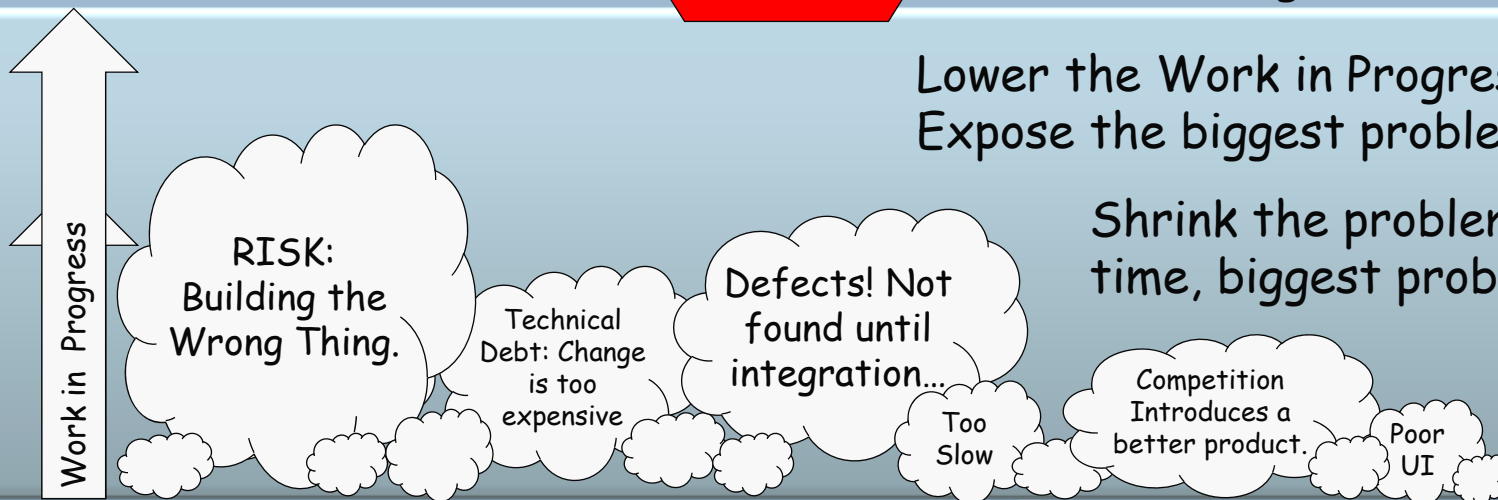 Lower the Work in Progre
Expose the biggest proble
Shrink the problem
time, biggest prob
Work in Progress
RISK:
Building the
Wrong Thing.
Technical
Debt: Change
is too
expensive
Defects! Not
found until
integration…
Too
Slow
Competition
Introduces a
better product.
Poor
UI